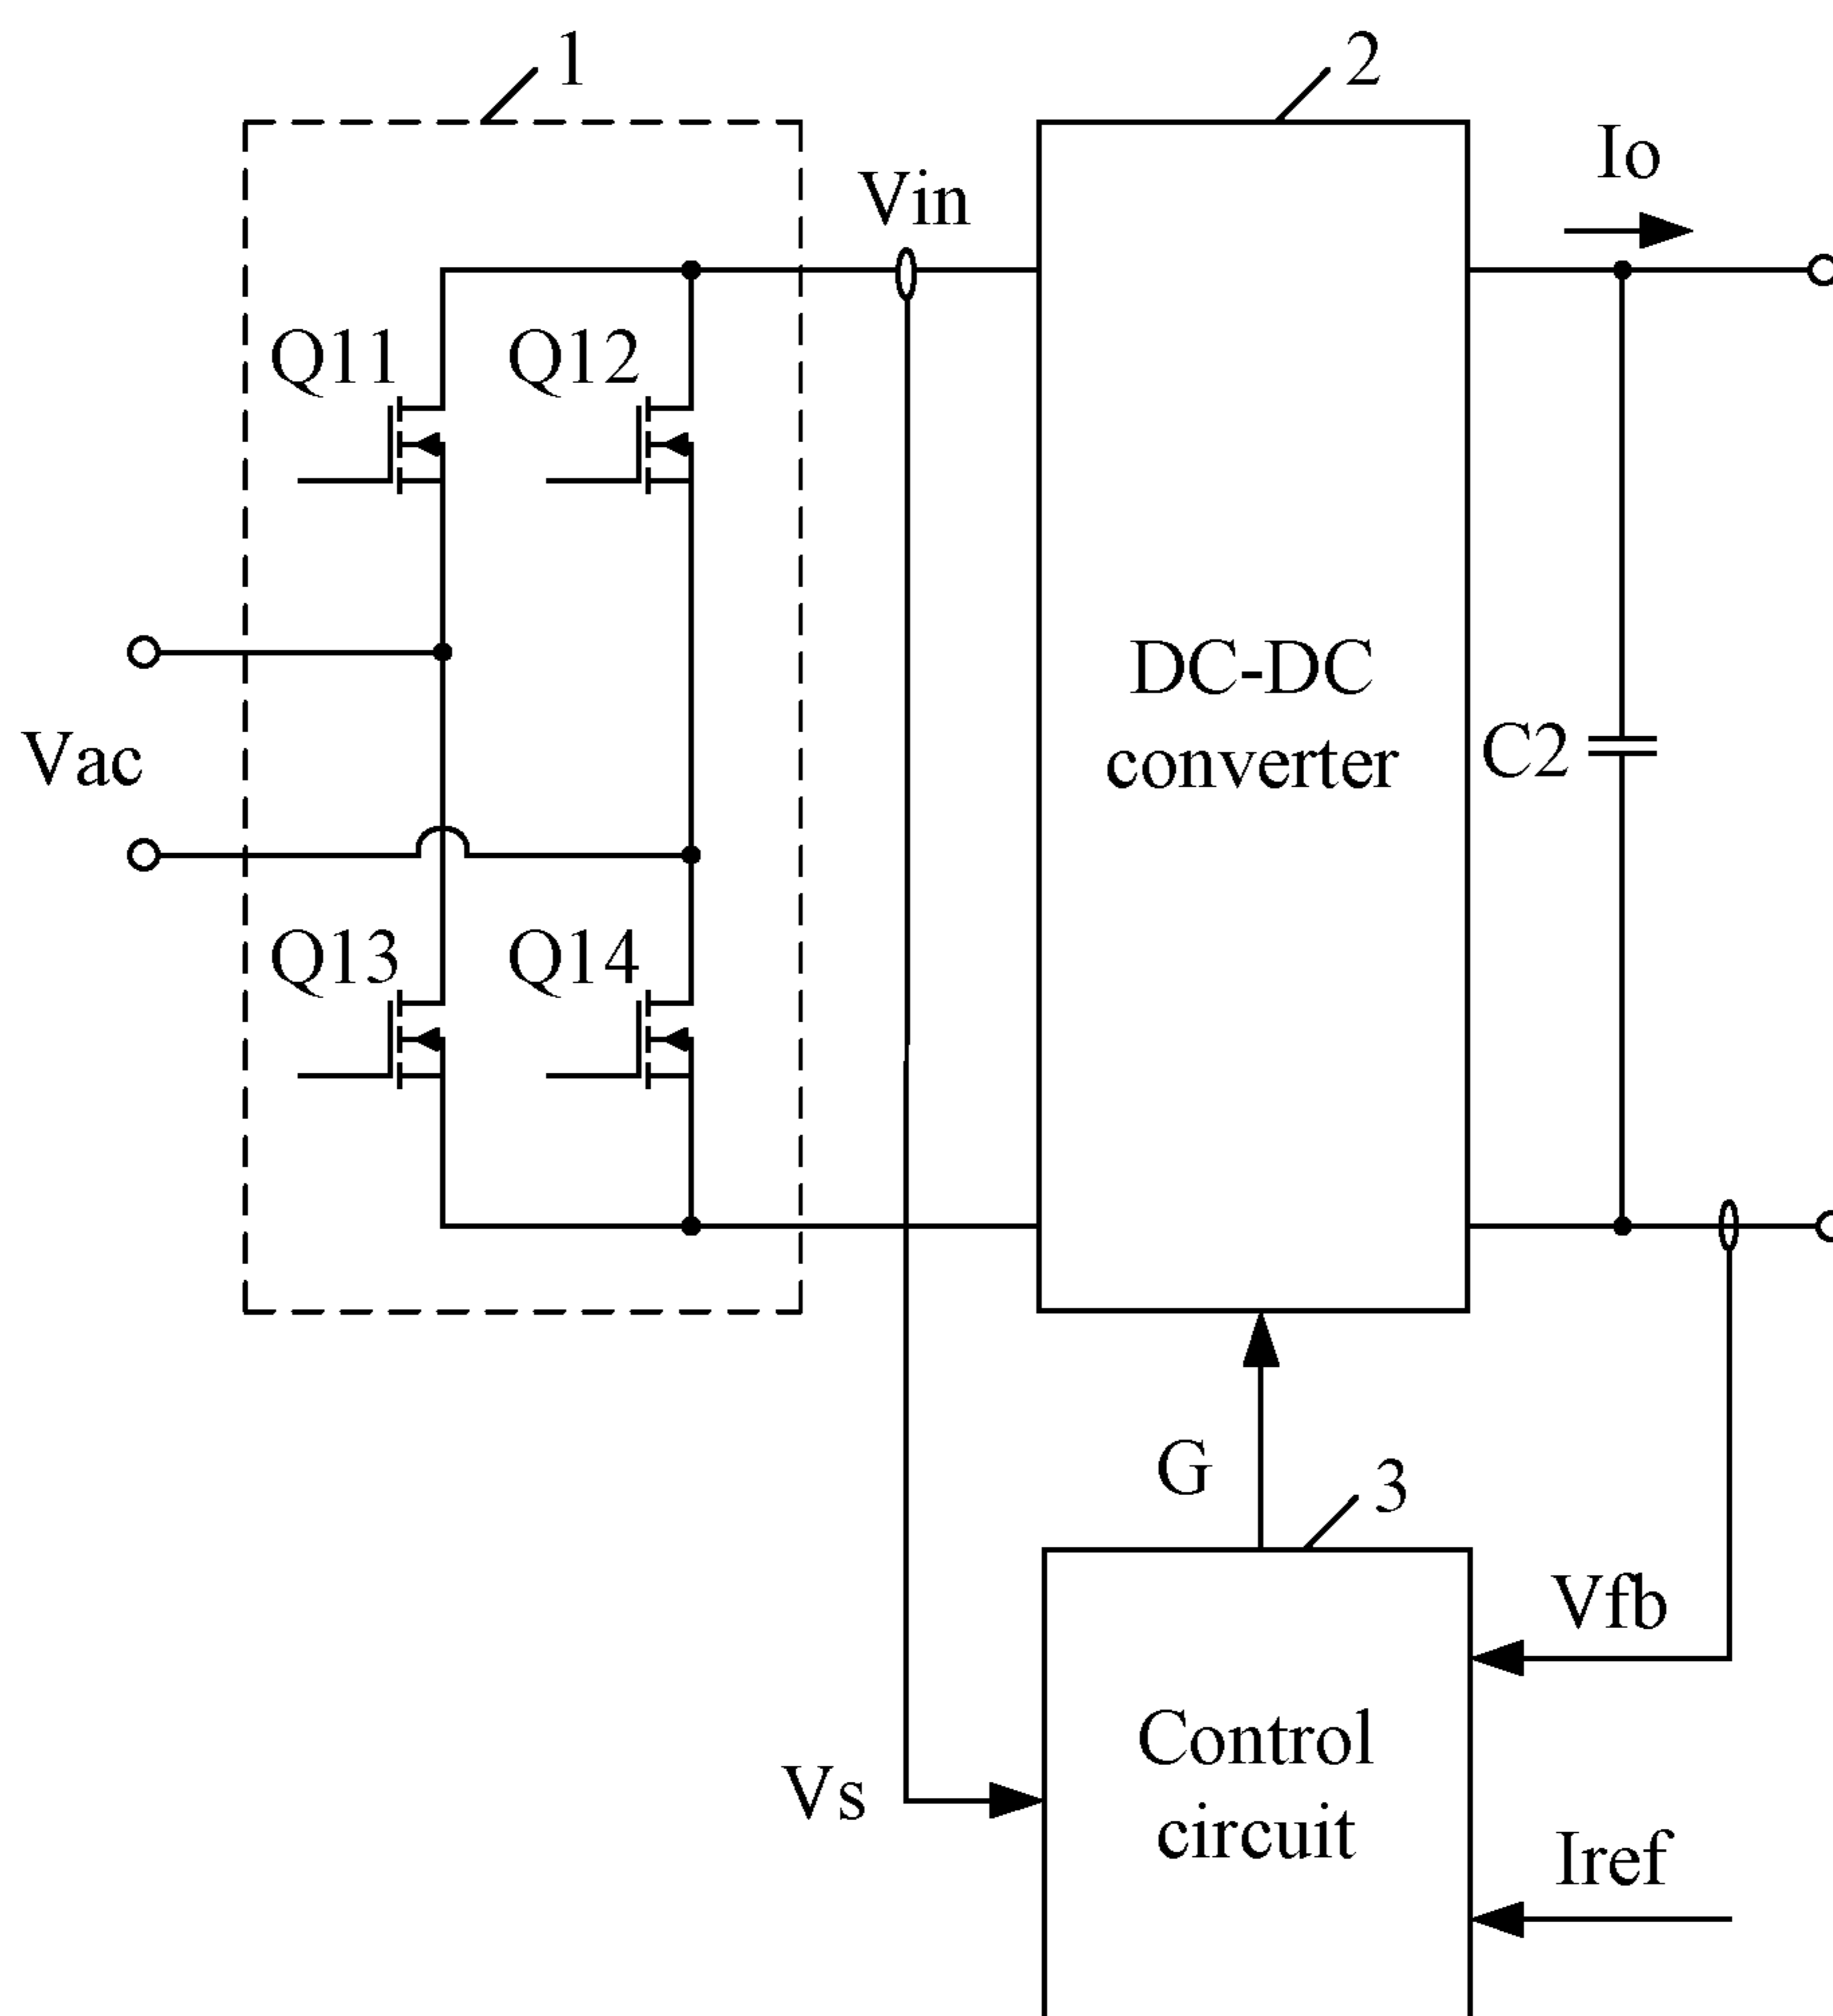 1
2
Io
Vin
Q11
Q12
DC-DC
converter
C2
Vac
Q13
Q14
G
3
Vfb
Control
circuit
Vs
Iref